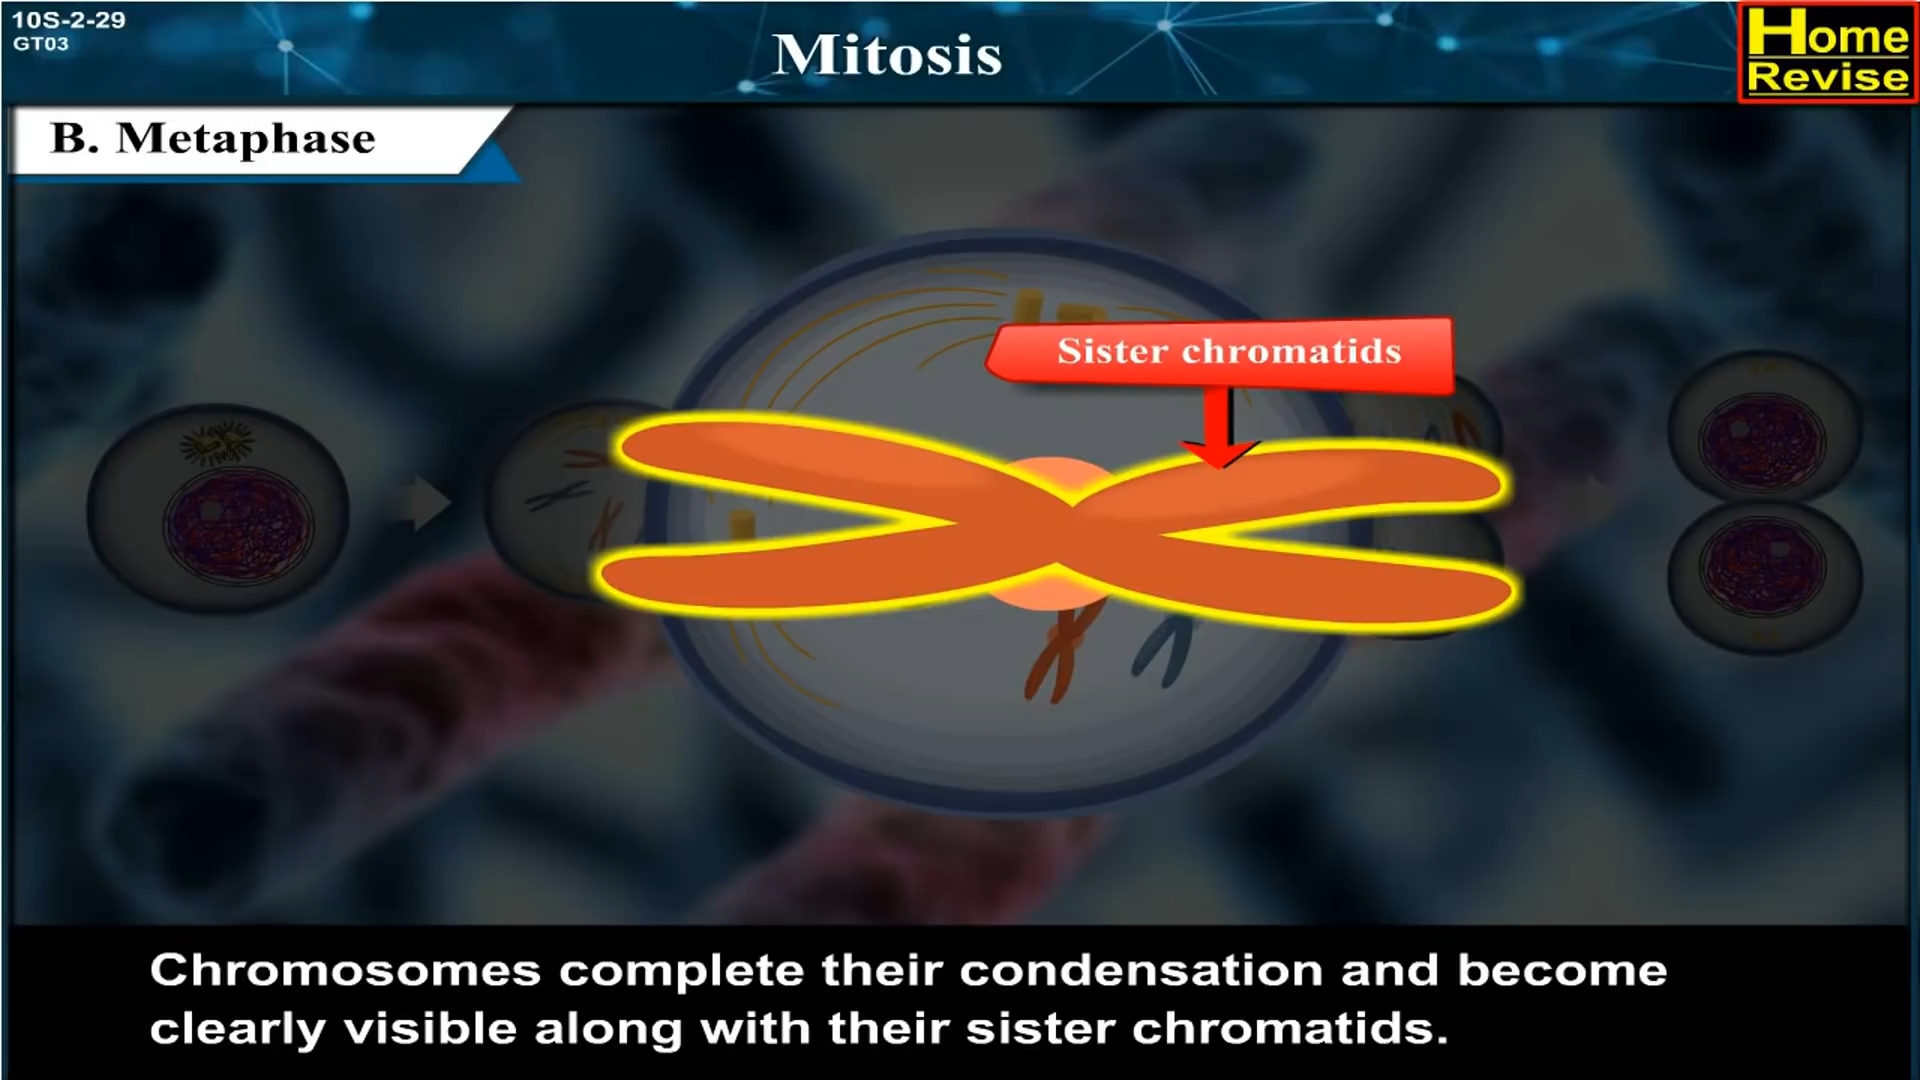 10S-2-29
GT03
Mitosis
Home
Revise
B. Metaphase
Sister chromatids
Chromosomes complete their condensation and become
clearly visible along with their sister chromatids.